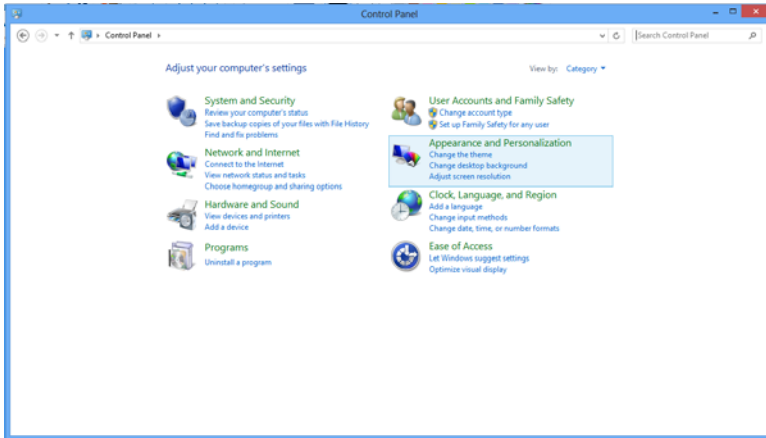 Control Panel
Control Panel
Search Control Panel
Adjust your computer's settings
View by: Category
System and Security
Review your computer's status
Save backup copies of your files with File History
Find and fix problems
Network and Internet
Connect to the Internet
View network status and tasks
Choose homegroup and sharing options
Hardware and Sound
View devices and printers
Add a device
Programs
Uninstall a program
User Accounts and Family Safety
Change account type
Set up Family Safety for any user
Appearance and Personalization
Change the theme
Change desktop background
Adjust screen resolution
Clock, Language, and Region
Add a language
Change input methods
Change date, time, or number formats
Ease of Access
Let Windows suggest settings
Optimize visual display